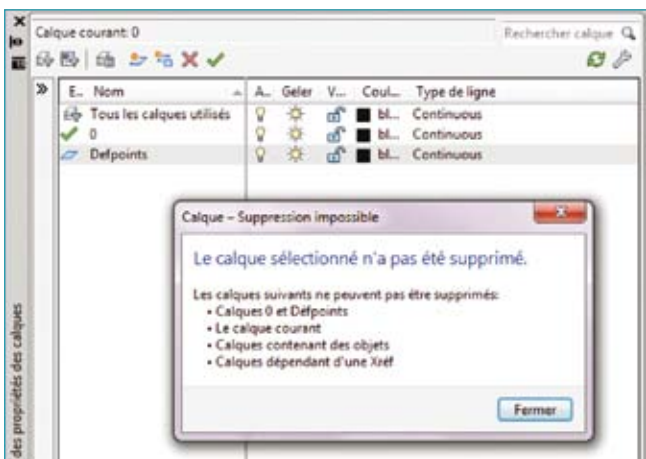 Calque courant: 0
Rechercher calque
E.. Nom A.. Geler V... Coul... Type de ligne
Tous les calques utilisés bl... Continuous
0 bl... Continuous
Defpoints bl... Continuous
Calque – Suppression impossible
Le calque sélectionné n'a pas été supprimé.
Les calques suivants ne peuvent pas être supprimés:
• Calques 0 et Défpoints
• Le calque courant
• Calques contenant des objets
• Calques dépendant d'une Xréf
Fermer
des propriétés des calques